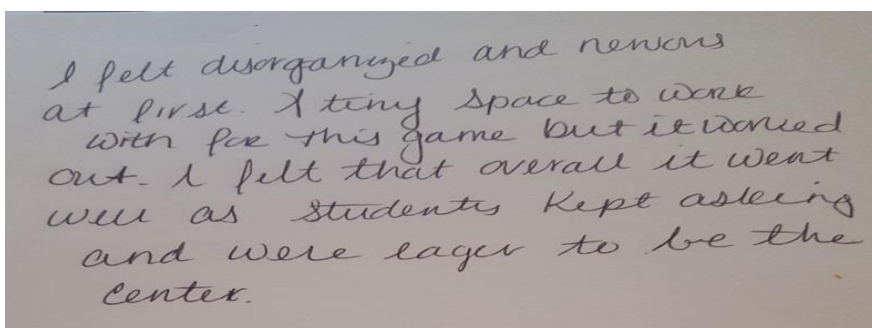 I felt disorganized and nervous
at first. A tiny space to work
with for this game but it worked
out. I felt that overall it went
well as students kept asking
and were eager to be the
center.